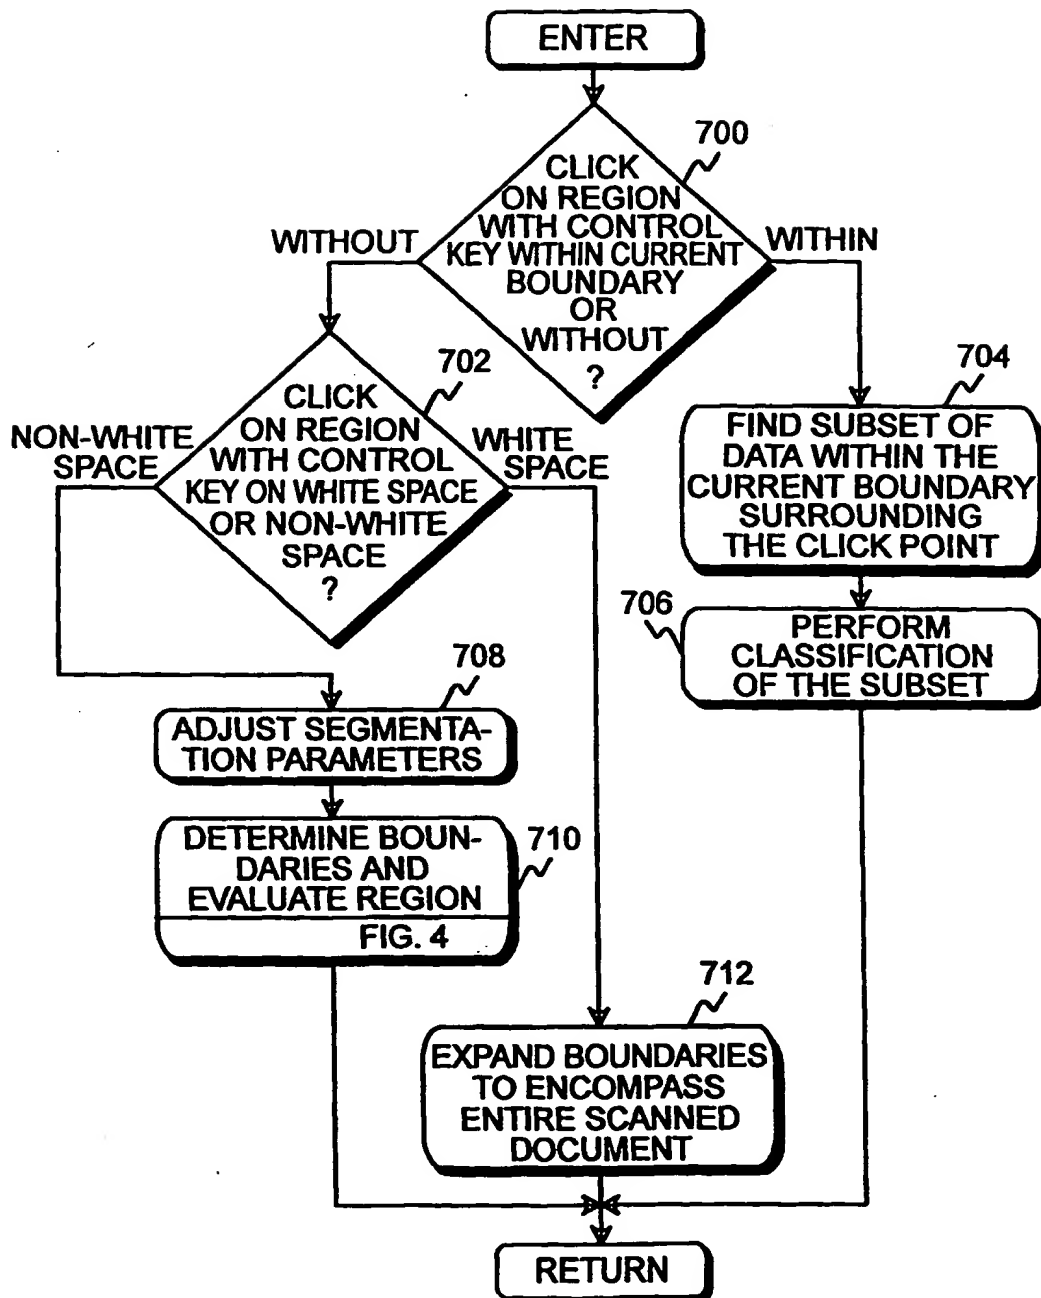 ENTER
700
CLICK
ON REGION
WITH CONTROL
KEY WITHIN CURRENT
BOUNDARY
OR
WITHOUT
?
WITHOUT
WITHIN
702
CLICK
ON REGION
WITH CONTROL
KEY ON WHITE SPACE
OR NON-WHITE
SPACE
?
NON-WHITE
SPACE
WHITE
SPACE
704
FIND SUBSET OF
DATA WITHIN THE
CURRENT BOUNDARY
SURROUNDING
THE CLICK POINT
706
PERFORM
CLASSIFICATION
OF THE SUBSET
708
ADJUST SEGMENTA-
TION PARAMETERS
DETERMINE BOUN-
DARIES AND
EVALUATE REGION
FIG. 4
710
712
EXPAND BOUNDARIES
TO ENCOMPASS
ENTIRE SCANNED
DOCUMENT
RETURN